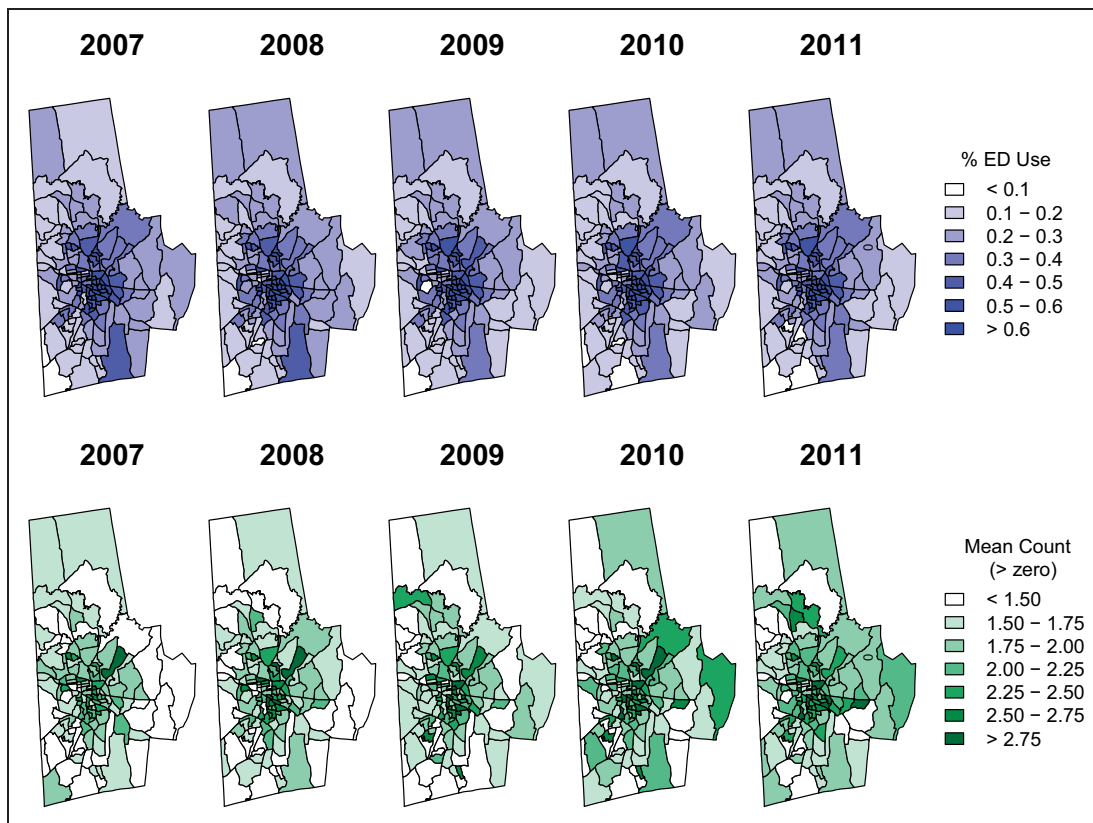 2007 2008 2009 2010 2011
% ED Use
< 0.1
0.1 − 0.2
0.2 − 0.3
0.3 − 0.4
0.4 − 0.5
0.5 − 0.6
> 0.6
2007 2008 2009 2010 2011
Mean Count
(> zero)
< 1.50
1.50 − 1.75
1.75 − 2.00
2.00 − 2.25
2.25 − 2.50
2.50 − 2.75
> 2.75